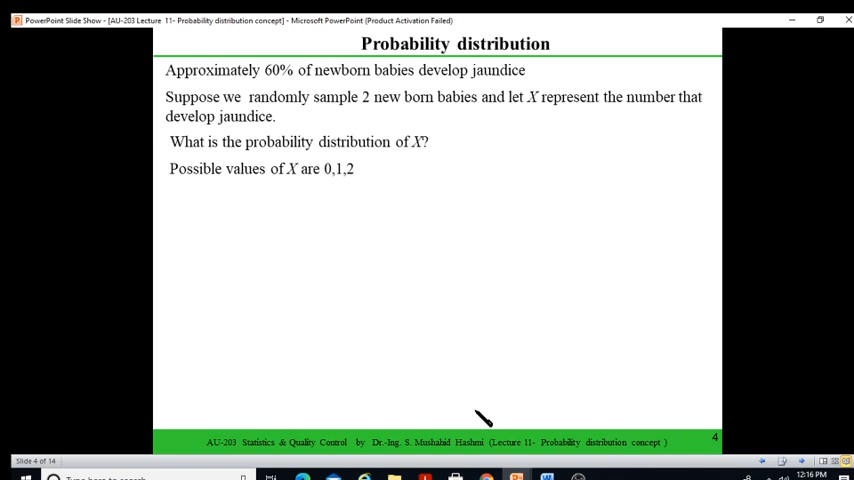 PowerPoint Slide Show - [AU-203 Lecture 11- Probability distribution concept] - Microsoft PowerPoint (Product Activation Failed)
Probability distribution
Approximately 60% of newborn babies develop jaundice
Suppose we randomly sample 2 new born babies and let X represent the number that
develop jaundice.
What is the probability distribution of X?
Possible values of X are 0,1,2
AU-203 Statistics & Quality Control by Dr.-Ing. S. Mushahid Hashmi (Lecture 11- Probability distribution concept )
4
Slide 4 of 14
Type here to search
12:16 PM